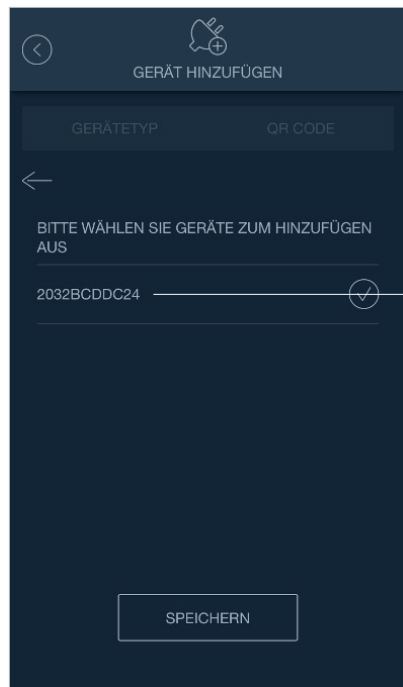 GERÄT HINZUFÜGEN
GERÄTETYP QR CODE
BITTE WÄHLEN SIE GERÄTE ZUM HINZUFÜGEN
AUS
2032BCDDC24
SPEICHERN